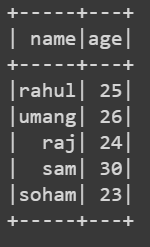 +-----+---+
| name|age|
+-----+---+
|rahul| 25|
|umang| 26|
|  raj| 24|
|  sam| 30|
|soham| 23|
+-----+---+